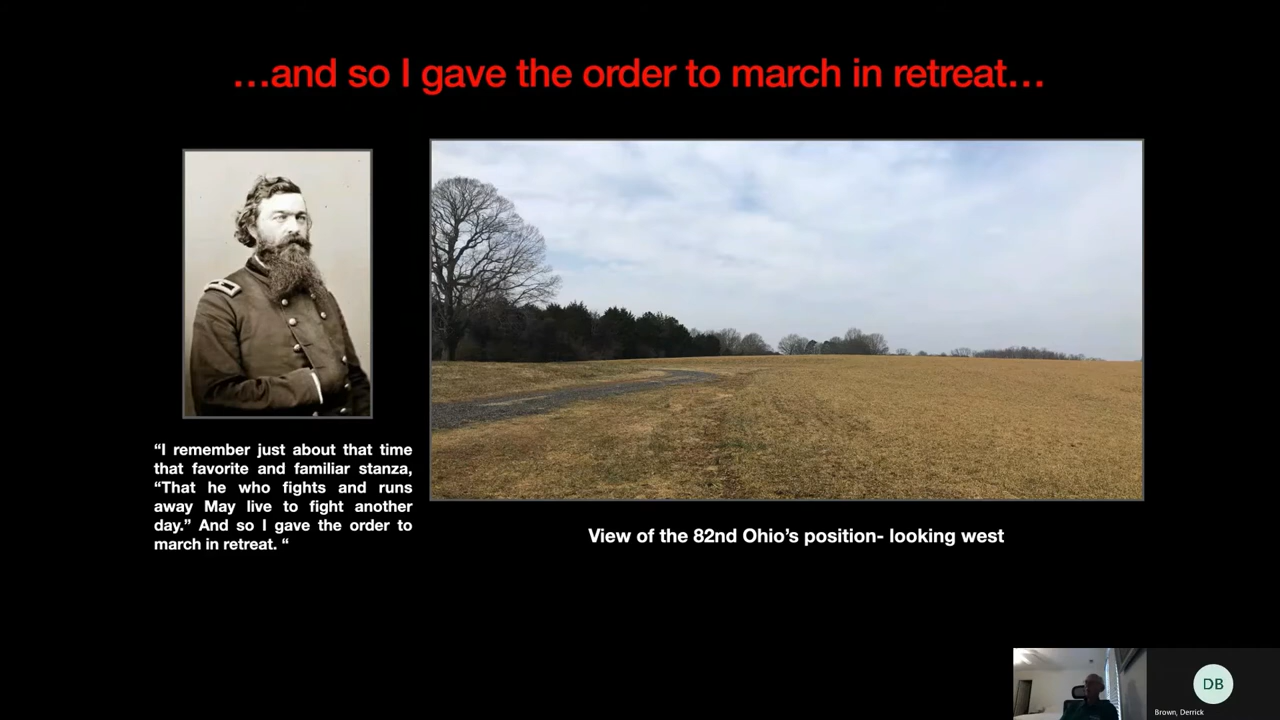 …and so I gave the order to march in retreat…
“I remember just about that time
that favorite and familiar stanza,
“That he who fights and runs
away May live to fight another
day.” And so I gave the order to
march in retreat. “
View of the 82nd Ohio’s position- looking west
DB
Brown, Derrick